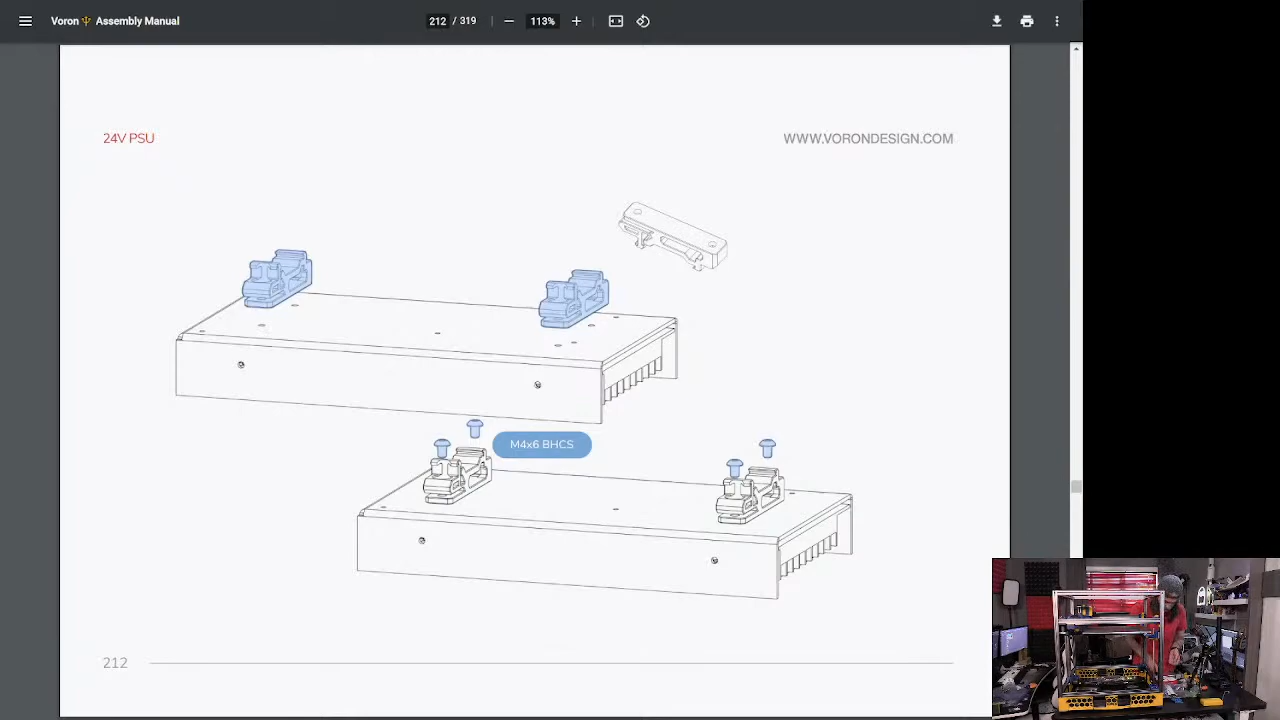 Voron Assembly Manual
212 / 319
113%
24V PSU
WWW.VORONDESIGN.COM
M4x6 BHCS
212